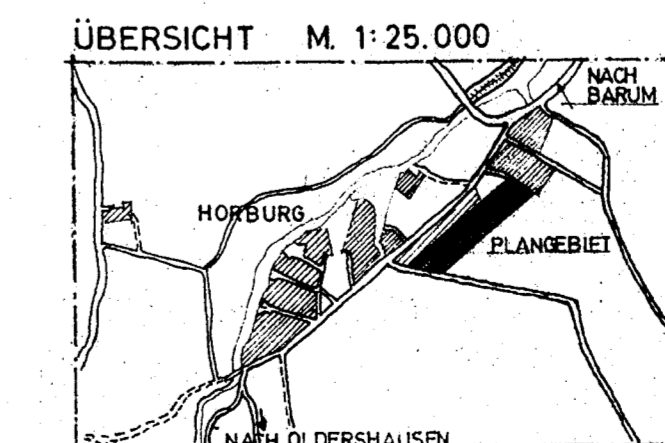 ÜBERSICHT M. 1:25.000
NACH
BARUM
HORBURG
PLANGEBIET
NACH OLDERSHAUSEN